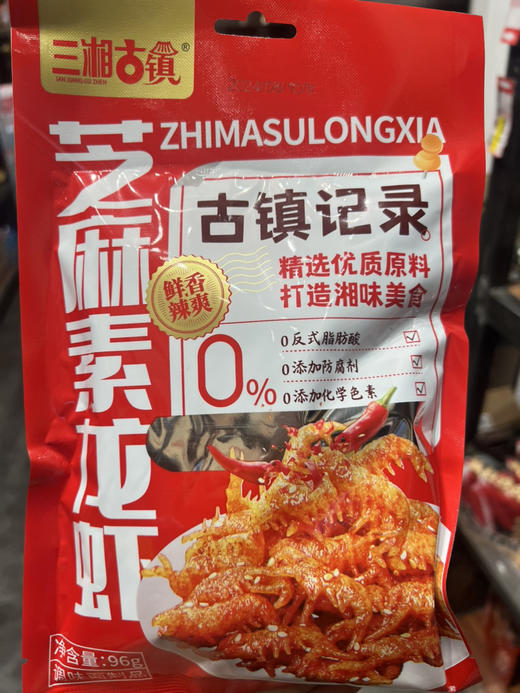 三湘古镇®
SAN XIANG GU ZHEN
ZHIMASULONGXIA
芝麻素龙虾
古镇记录
精选优质原料
打造湘味美食
鲜香
辣爽
0%
0反式脂肪酸
0添加防腐剂
0添加化学色素
净含量:96g